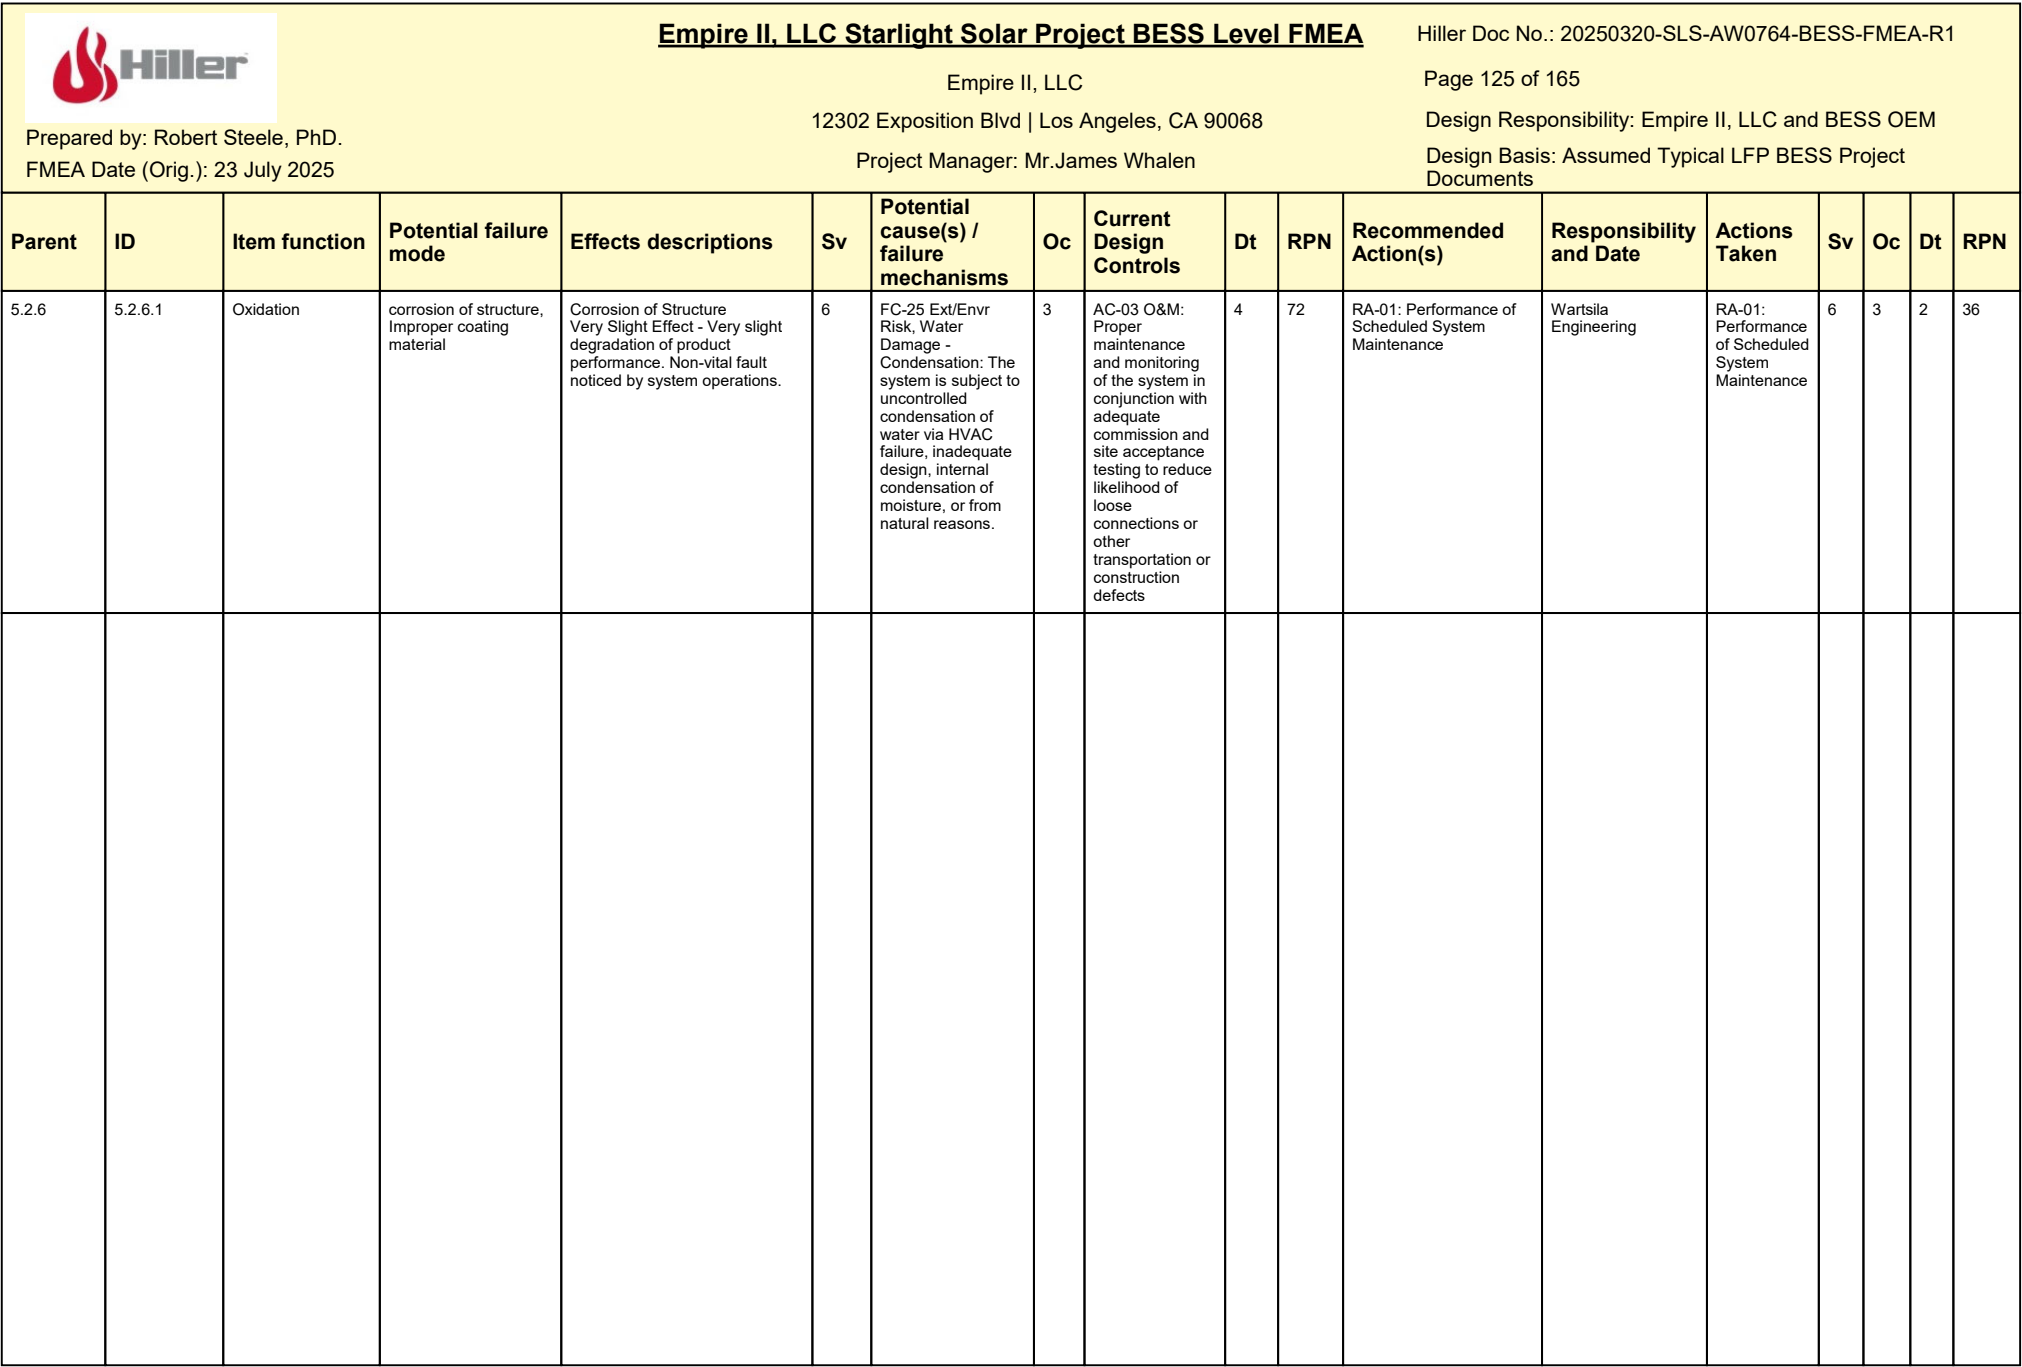 Hiller
Prepared by: Robert Steele, PhD.
FMEA Date (Orig.): 23 July 2025
Empire II, LLC Starlight Solar Project BESS Level FMEA
Empire II, LLC
12302 Exposition Blvd | Los Angeles, CA 90068
Project Manager: Mr.James Whalen
Hiller Doc No.: 20250320-SLS-AW0764-BESS-FMEA-R1
Page 125 of 165
Design Responsibility: Empire II, LLC and BESS OEM
Design Basis: Assumed Typical LFP BESS Project
Documents
Parent
ID
Item function
Potential failure
mode
Effects descriptions
Sv
Potential
cause(s) /
failure
mechanisms
Oc
Current
Design
Controls
Dt
RPN
Recommended
Action(s)
Responsibility
and Date
Actions
Taken
Sv
Oc
Dt
RPN
5.2.6
5.2.6.1
Oxidation
corrosion of structure,
Improper coating
material
Corrosion of Structure
Very Slight Effect - Very slight
degradation of product
performance. Non-vital fault
noticed by system operations.
6
FC-25 Ext/Envr
Risk, Water
Damage -
Condensation: The
system is subject to
uncontrolled
condensation of
water via HVAC
failure, inadequate
design, internal
condensation of
moisture, or from
natural reasons.
3
AC-03 O&M:
Proper
maintenance
and monitoring
of the system in
conjunction with
adequate
commission and
site acceptance
testing to reduce
likelihood of
loose
connections or
other
transportation or
construction
defects
4
72
RA-01: Performance of
Scheduled System
Maintenance
Wartsila
Engineering
RA-01:
Performance
of Scheduled
System
Maintenance
6
3
2
36